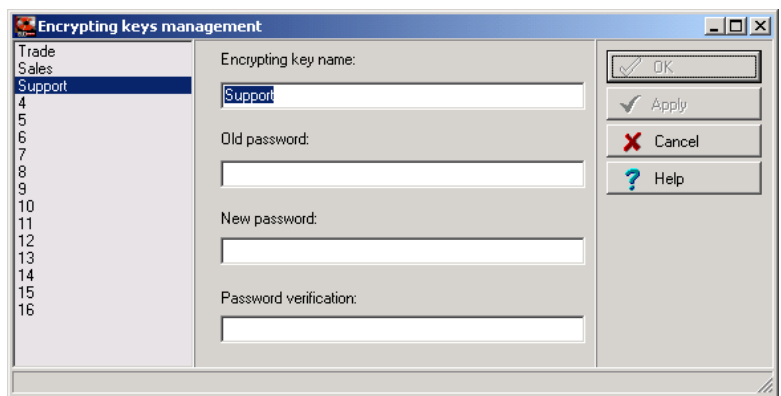 Encrypting keys management
Trade
Sales
Support
4
5
6
7
8
9
10
11
12
13
14
15
16
Encrypting key name:
Support
Old password:
New password:
Password verification:
OK
Apply
Cancel
Help